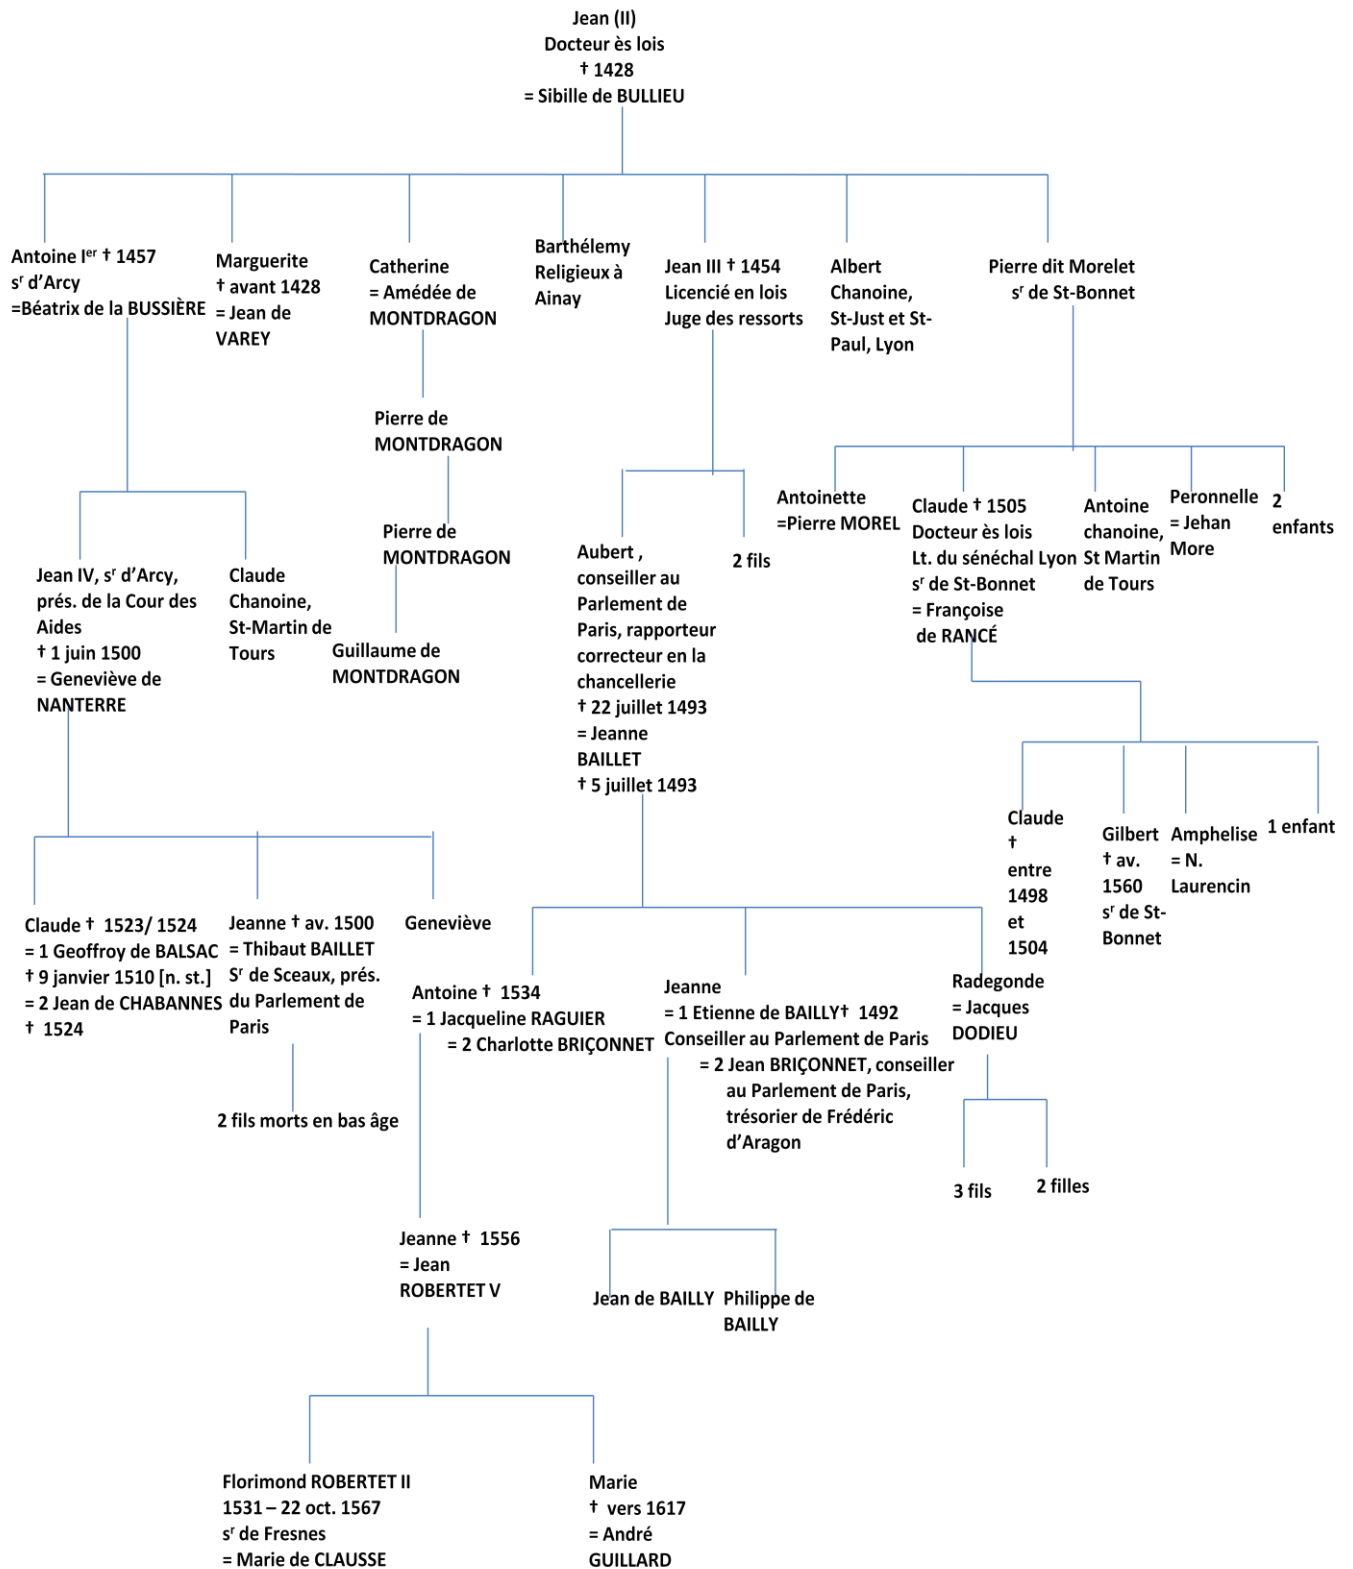 Jean (II)
Docteur ès lois
† 1428
= Sibille de BULLIEU
Antoine Iᵉʳ † 1457
sʳ d’Arcy
=Béatrix de la BUSSIÈRE
Marguerite
† avant 1428
= Jean de
VAREY
Catherine
= Amédée de
MONTDRAGON
Barthélemy
Religieux à
Ainay
Jean III † 1454
Licencié en lois
Juge des ressorts
Albert
Chanoine,
St-Just et St-
Paul, Lyon
Pierre dit Morelet
sʳ de St-Bonnet
Pierre de
MONTDRAGON
Pierre de
MONTDRAGON
Guillaume de
MONTDRAGON
Jean IV, sʳ d’Arcy,
prés. de la Cour des
Aides
† 1 juin 1500
= Geneviève de
NANTERRE
Claude
Chanoine,
St-Martin de
Tours
Aubert ,
conseiller au
Parlement de
Paris, rapporteur
correcteur en la
chancellerie
† 22 juillet 1493
= Jeanne
BAILLET
† 5 juillet 1493
2 fils
Antoinette
=Pierre MOREL
Claude † 1505
Docteur ès lois
Lt. du sénéchal Lyon
sʳ de St-Bonnet
= Françoise
de RANCÉ
Antoine
chanoine,
St Martin
de Tours
Peronnelle
= Jehan
More
2
enfants
Claude
†
entre
1498
et
1504
Gilbert
† av.
1560
sʳ de St-
Bonnet
Amphelise
= N.
Laurencin
1 enfant
Claude † 1523/ 1524
= 1 Geoffroy de BALSAC
† 9 janvier 1510 [n. st.]
= 2 Jean de CHABANNES
† 1524
Jeanne † av. 1500
= Thibaut BAILLET
Sʳ de Sceaux, prés.
du Parlement de
Paris
Geneviève
2 fils morts en bas âge
Antoine † 1534
= 1 Jacqueline RAGUIER
= 2 Charlotte BRIÇONNET
Jeanne
= 1 Etienne de BAILLY† 1492
Conseiller au Parlement de Paris
= 2 Jean BRIÇONNET, conseiller
au Parlement de Paris,
trésorier de Frédéric
d’Aragon
Radegonde
= Jacques
DODIEU
3 fils
2 filles
Jeanne † 1556
= Jean
ROBERTET V
Jean de BAILLY
Philippe de
BAILLY
Florimond ROBERTET II
1531 – 22 oct. 1567
sʳ de Fresnes
= Marie de CLAUSSE
Marie
† vers 1617
= André
GUILLARD